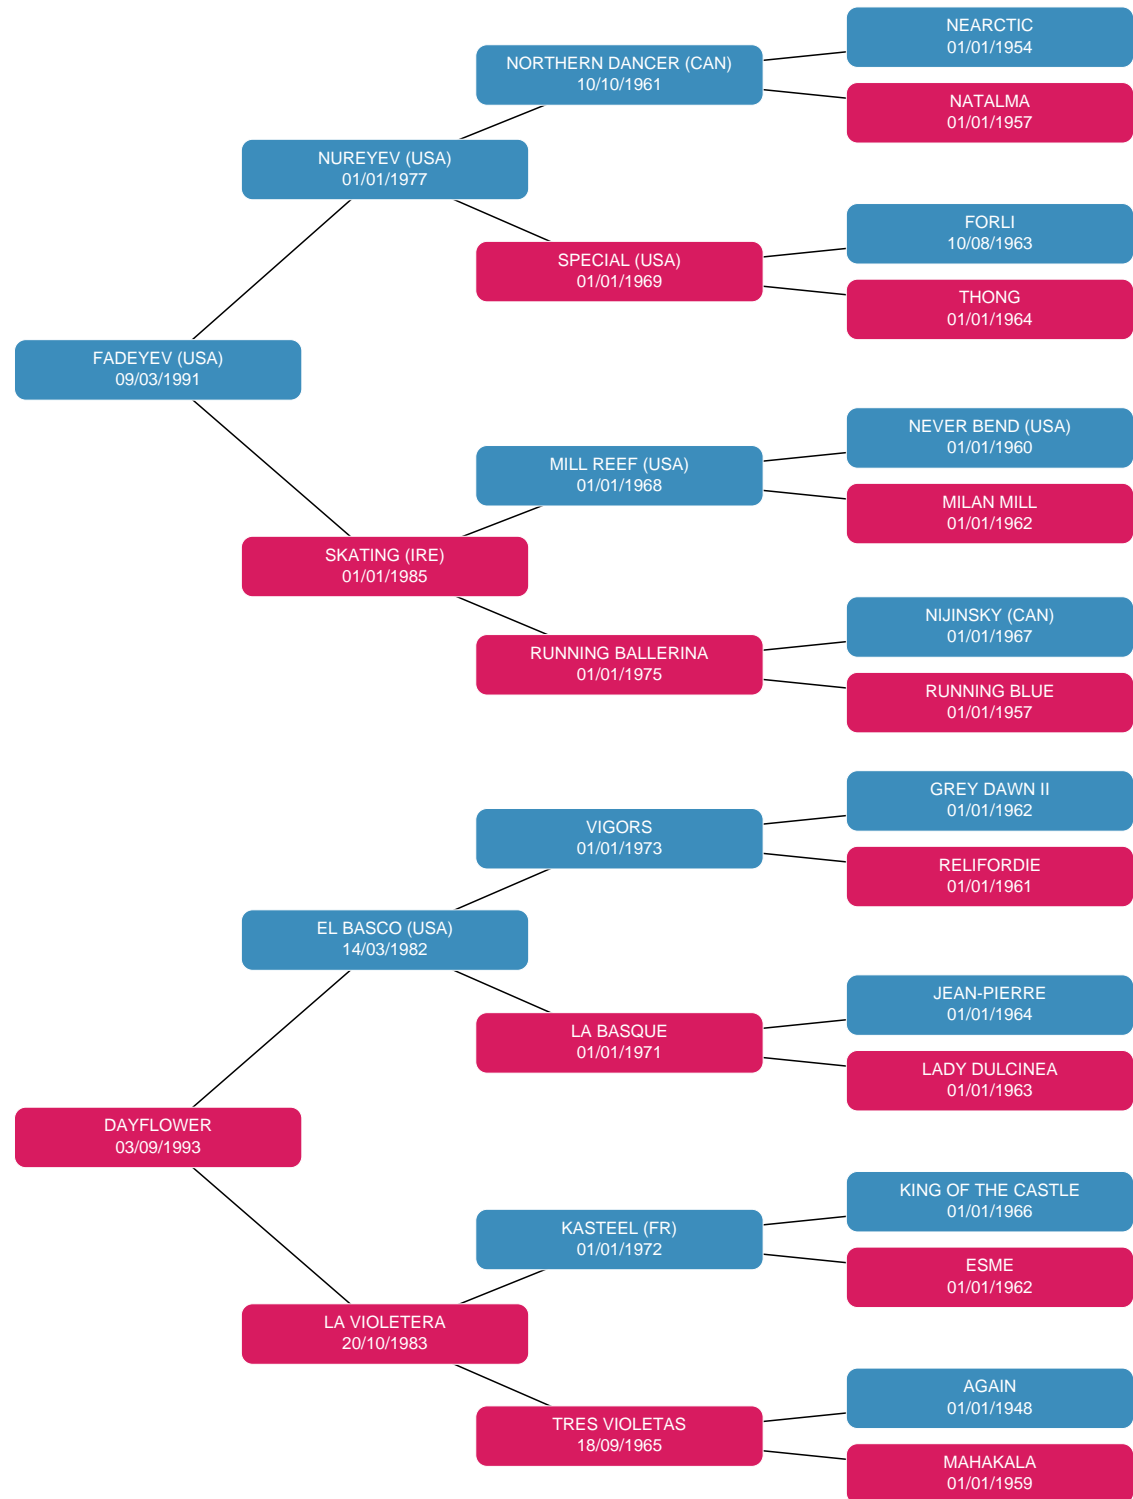 NEARCTIC
01/01/1954
NORTHERN DANCER (CAN)
10/10/1961
NATALMA
01/01/1957
NUREYEV (USA)
01/01/1977
FORLI
10/08/1963
SPECIAL (USA)
01/01/1969
THONG
01/01/1964
FADEYEV (USA)
09/03/1991
NEVER BEND (USA)
01/01/1960
MILL REEF (USA)
01/01/1968
MILAN MILL
01/01/1962
SKATING (IRE)
01/01/1985
NIJINSKY (CAN)
01/01/1967
RUNNING BALLERINA
01/01/1975
RUNNING BLUE
01/01/1957
GREY DAWN II
01/01/1962
VIGORS
01/01/1973
RELIFORDIE
01/01/1961
EL BASCO (USA)
14/03/1982
JEAN-PIERRE
01/01/1964
LA BASQUE
01/01/1971
LADY DULCINEA
01/01/1963
DAYFLOWER
03/09/1993
KING OF THE CASTLE
01/01/1966
KASTEEL (FR)
01/01/1972
ESME
01/01/1962
LA VIOLETERA
20/10/1983
AGAIN
01/01/1948
TRES VIOLETAS
18/09/1965
MAHAKALA
01/01/1959